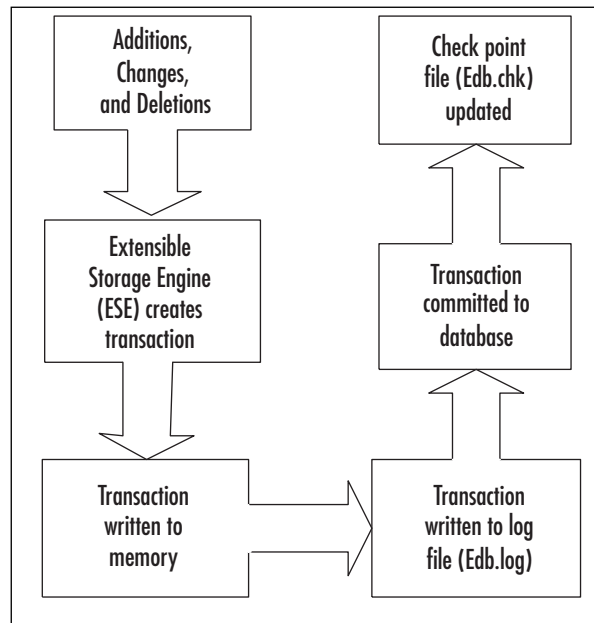 Additions,
Changes,
and Deletions
Extensible
Storage Engine
(ESE) creates
transaction
Transaction
written to
memory
Transaction
written to log
file (Edb.log)
Transaction
committed to
database
Check point
file (Edb.chk)
updated